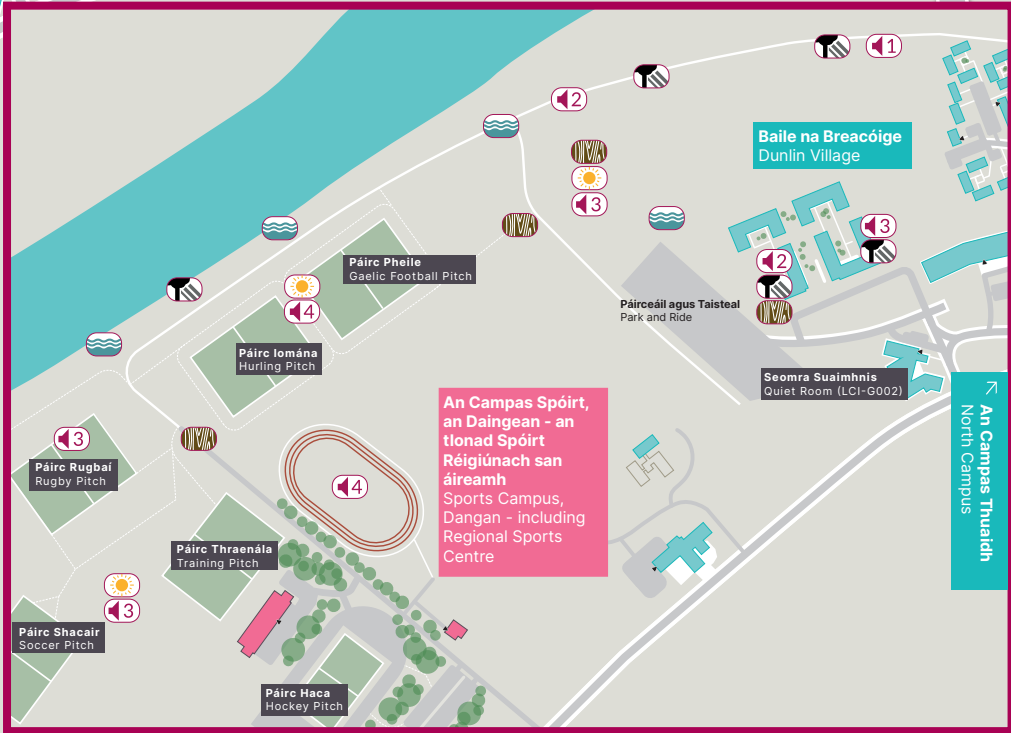 1
2
Baile na Breacóige
Dunlin Village
3
3
2
Páirc Pheile
Gaelic Football Pitch
4
Páirceáil agus Taisteal
Park and Ride
Páirc Iomána
Hurling Pitch
Seomra Suaimhnis
Quiet Room (LCI-G002)
An Campas Thuaidh
North Campus
An Campas Spóirt,
an Daingean - an
tIonad Spóirt
Réigiúnach san
áireamh
Sports Campus,
Dangan - including
Regional Sports
Centre
3
Páirc Rugbaí
Rugby Pitch
4
Páirc Thraenála
Training Pitch
3
Páirc Shacair
Soccer Pitch
Páirc Haca
Hockey Pitch